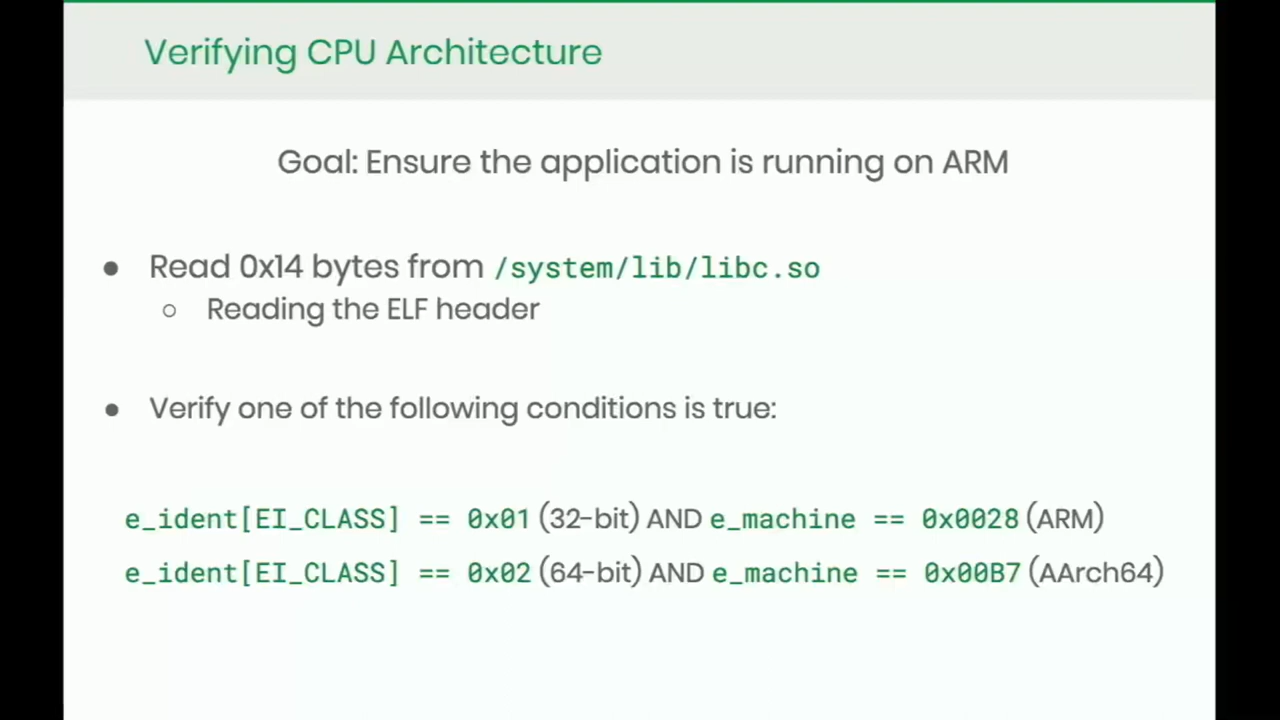 Verifying CPU Architecture
Goal: Ensure the application is running on ARM
● Read 0x14 bytes from /system/lib/libc.so
○ Reading the ELF header
● Verify one of the following conditions is true:
e_ident[EI_CLASS] == 0x01 (32-bit) AND e_machine == 0x0028 (ARM)
e_ident[EI_CLASS] == 0x02 (64-bit) AND e_machine == 0x00B7 (AArch64)